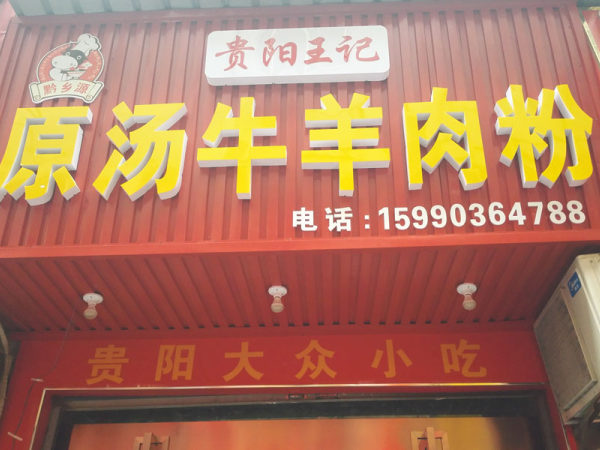 贵阳王记
黔乡源
原汤牛羊肉粉
电话:15990364788
贵阳大众小吃